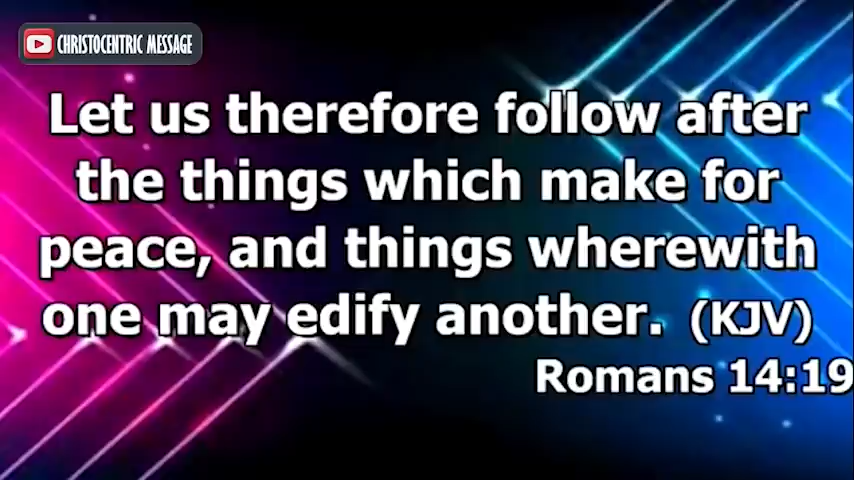 CHRISTOCENTRIC MESSAGE
Let us therefore follow after
the things which make for
peace, and things wherewith
one may edify another. (KJV)
Romans 14:19